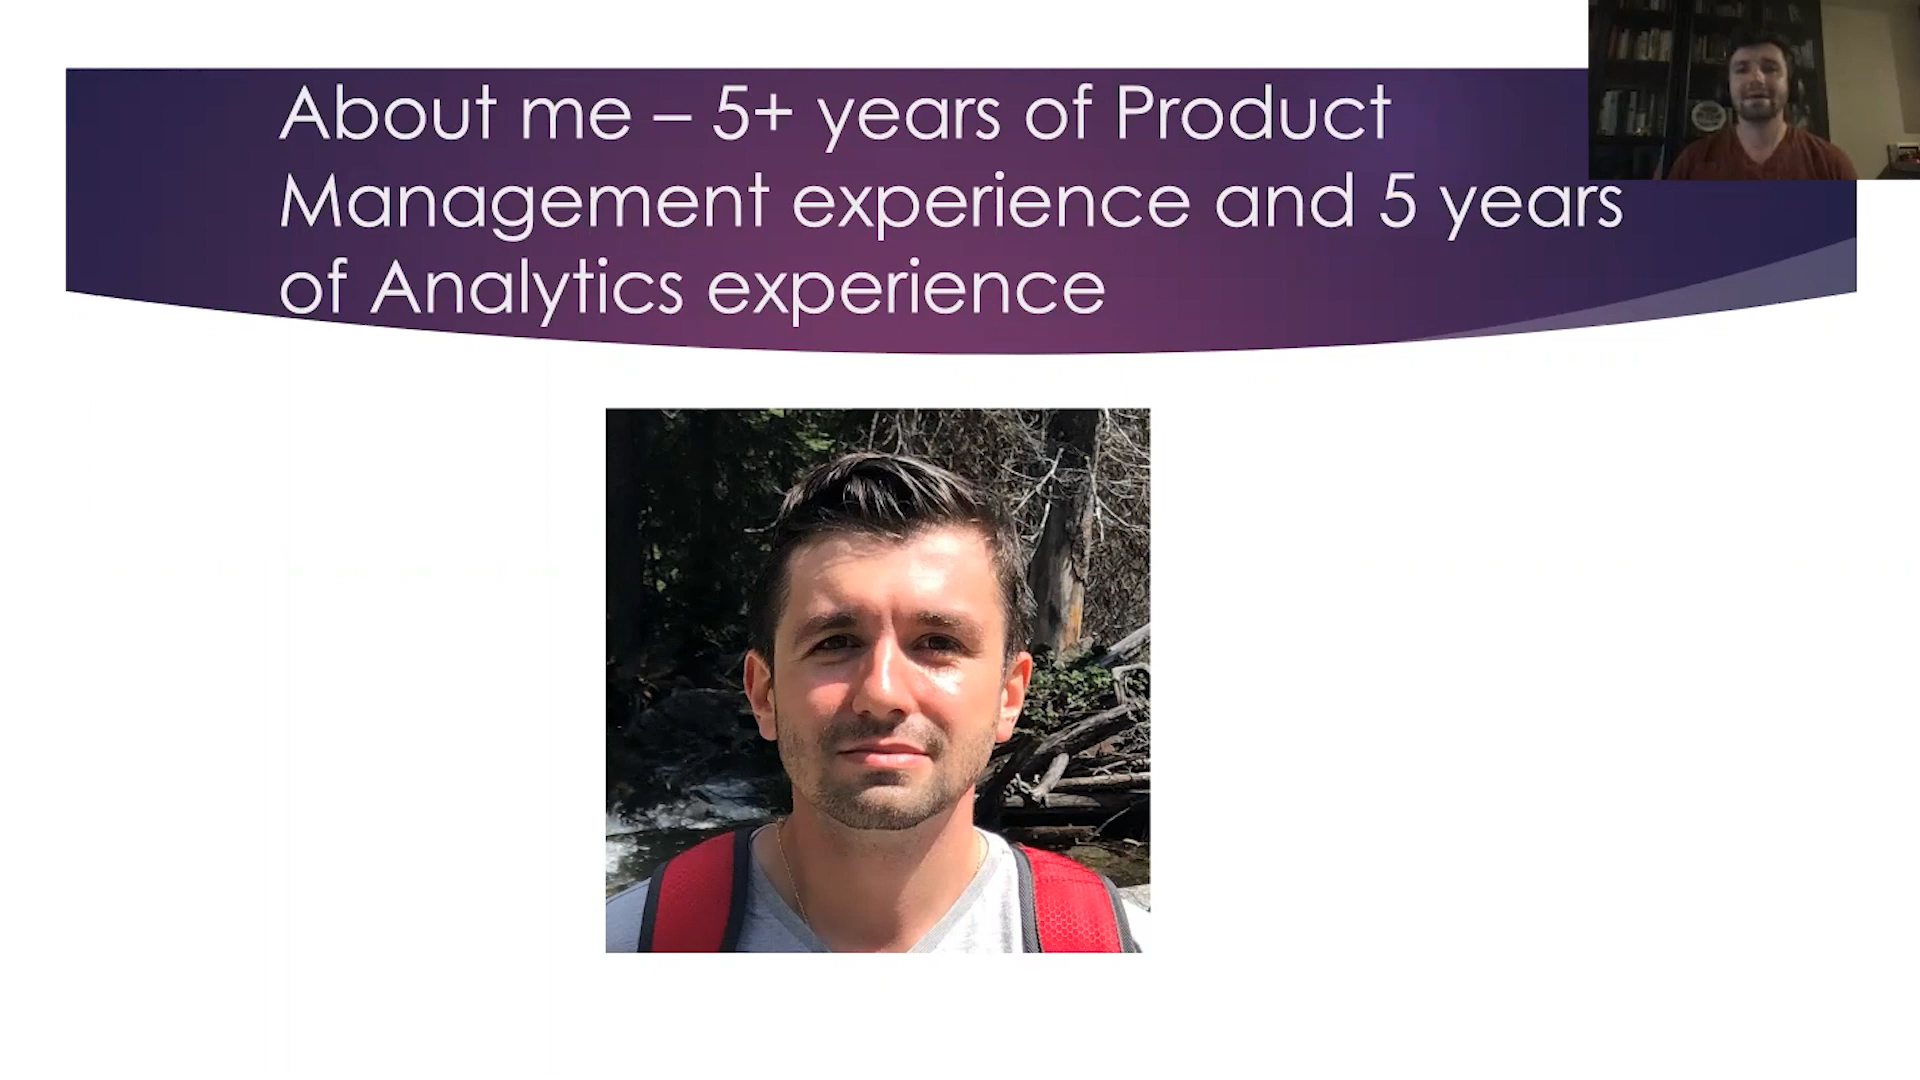 About me – 5+ years of Product
Management experience and 5 years
of Analytics experience